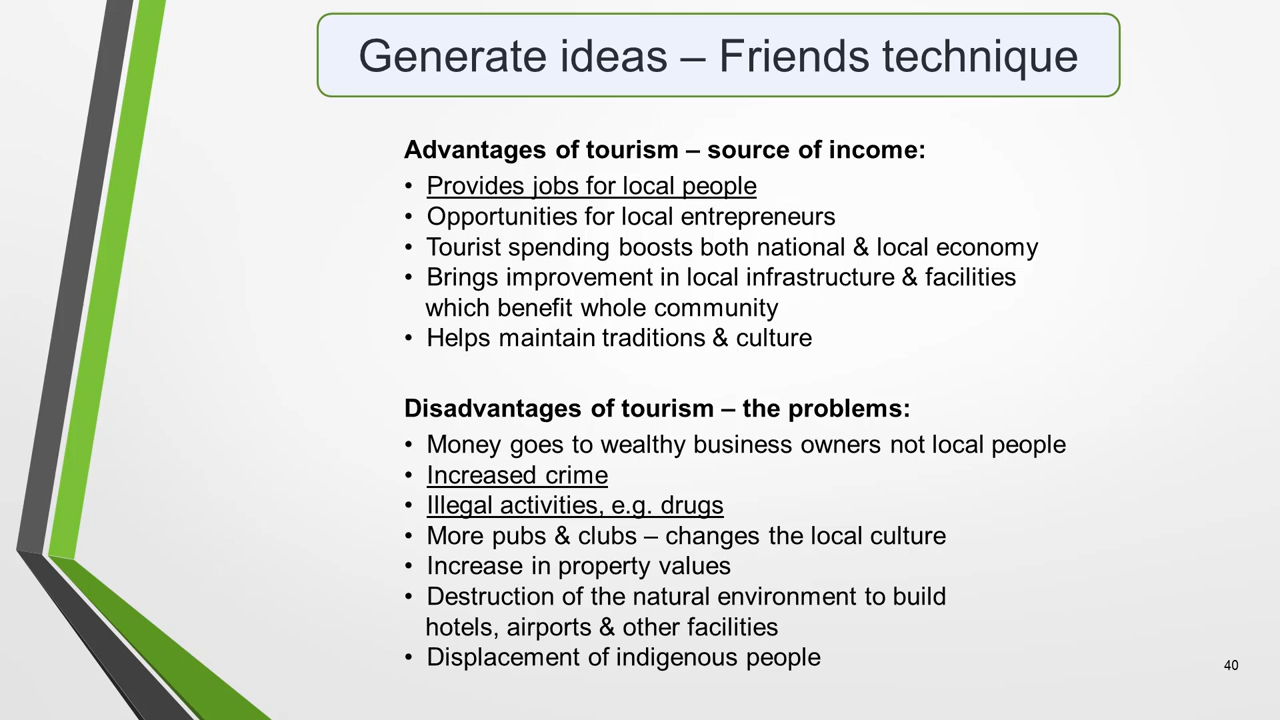 Generate ideas – Friends technique
Advantages of tourism – source of income:
• Provides jobs for local people
• Opportunities for local entrepreneurs
• Tourist spending boosts both national & local economy
• Brings improvement in local infrastructure & facilities
which benefit whole community
• Helps maintain traditions & culture
Disadvantages of tourism – the problems:
• Money goes to wealthy business owners not local people
• Increased crime
• Illegal activities, e.g. drugs
• More pubs & clubs – changes the local culture
• Increase in property values
• Destruction of the natural environment to build
hotels, airports & other facilities
• Displacement of indigenous people
40